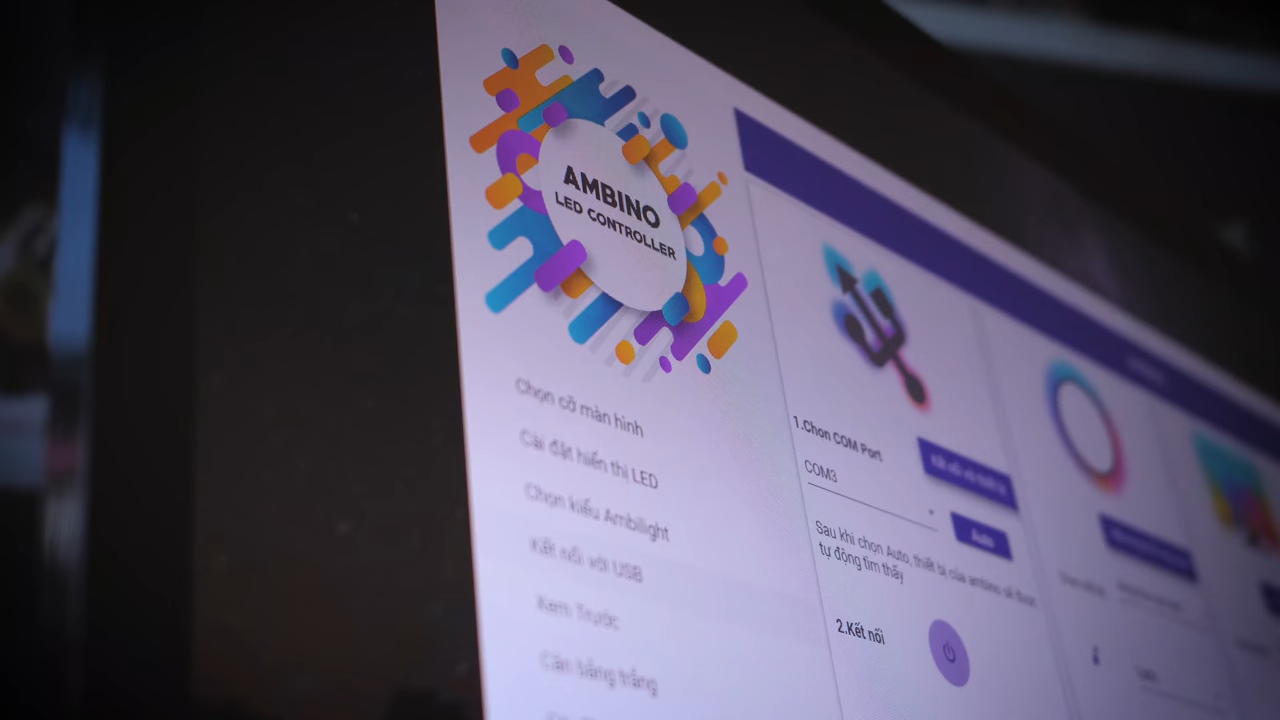 AMBINO
LED CONTROLLER
Chọn cỡ màn hình
Cài đặt hiển thị LED
Chọn kiểu Ambilight
Kết nối với USB
Xem Trước
Cân bằng trắng
1.Chọn COM Port
COM3
Auto
Sau khi chọn Auto, thiết bị của ambino sẽ được
tự động tìm thấy
2.Kết nối